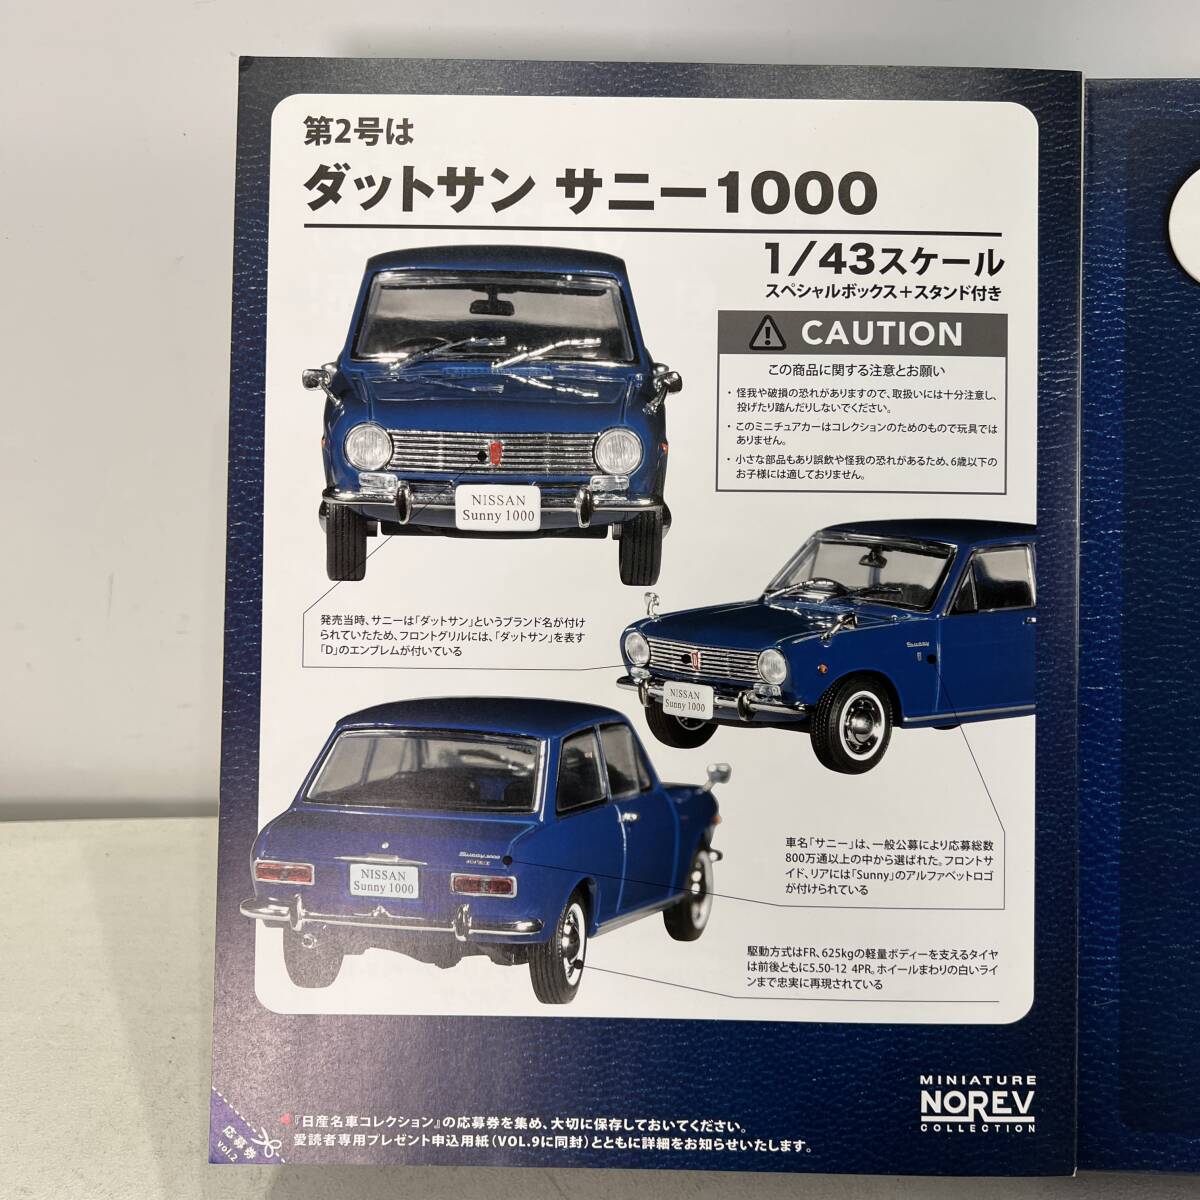 第2号は
ダットサン サニー1000
1/43スケール
スペシャルボックス＋スタンド付き
CAUTION
この商品に関する注意とお願い
・怪我や破損の恐れがありますので、取扱いには十分注意し、
投げたり踏んだりしないでください。
・このミニチュアカーはコレクションのためのもので玩具では
ありません。
・小さな部品もあり誤飲や怪我の恐れがあるため、6歳以下の
お子様には適しておりません。
NISSAN
Sunny 1000
発売当時、サニーは「ダットサン」というブランド名が付け
られていたため、フロントグリルには、「ダットサン」を表す
「D」のエンブレムが付いている
Sunny
NISSAN
Sunny 1000
車名「サニー」は、一般公募により応募総数
800万通以上の中から選ばれた。フロントサ
イド、リアには「Sunny」のアルファベットロゴ
が付けられている
Sunny 1000
NISSAN
Sunny 1000
駆動方式はFR、625kgの軽量ボディーを支えるタイヤ
は前後ともに5.50-12 4PR。ホイールまわりの白いライ
ンまで忠実に再現されている
MINIATURE
NOREV
COLLECTION
『日産名車コレクション』の応募券を集め、大切に保存しておいてください。
愛読者専用プレゼント申込用紙（VOL.9に同封）とともに詳細をお知らせいたします。
応募券
vol.2